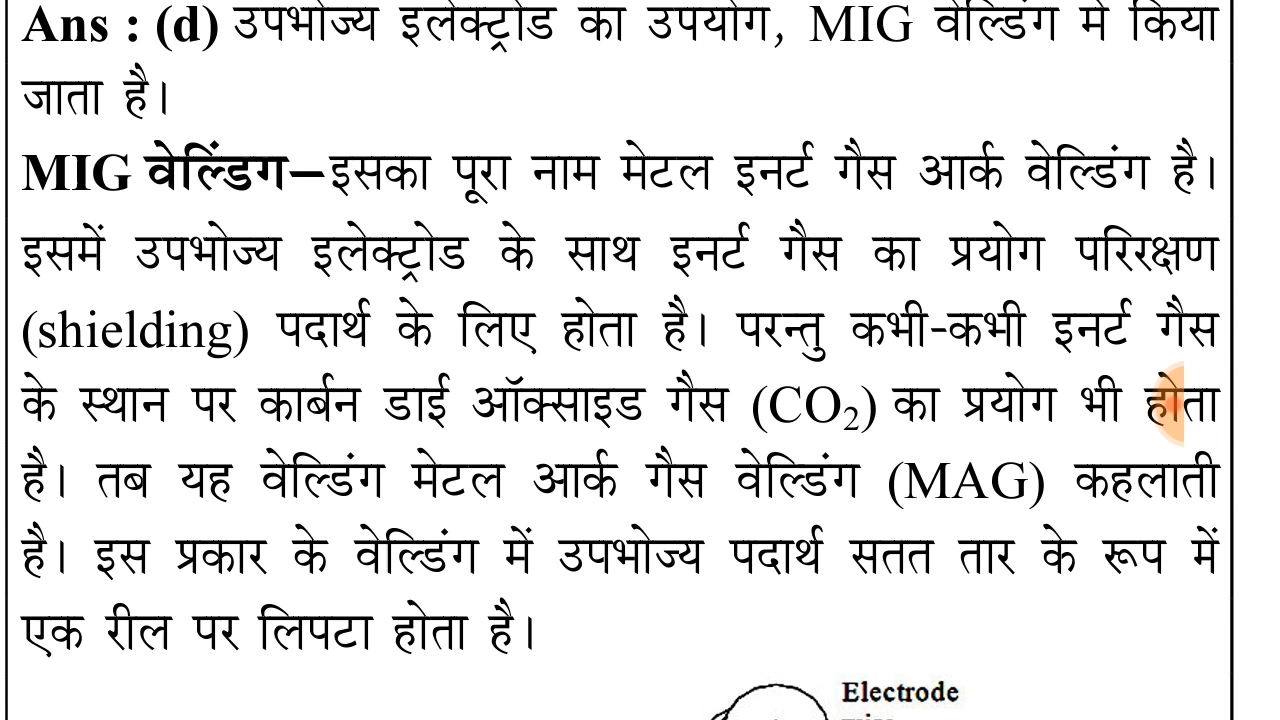 Ans : (d) उपभोज्य इलेक्ट्रोड का उपयोग, MIG वेल्डिंग में किया
जाता है।
MIG वेल्डिंग–इसका पूरा नाम मेटल इनर्ट गैस आर्क वेल्डिंग है।
इसमें उपभोज्य इलेक्ट्रोड के साथ इनर्ट गैस का प्रयोग परिरक्षण
(shielding) पदार्थ के लिए होता है। परन्तु कभी-कभी इनर्ट गैस
के स्थान पर कार्बन डाई ऑक्साइड गैस (CO₂) का प्रयोग भी होता
है। तब यह वेल्डिंग मेटल आर्क गैस वेल्डिंग (MAG) कहलाती
है। इस प्रकार के वेल्डिंग में उपभोज्य पदार्थ सतत तार के रूप में
एक रील पर लिपटा होता है।
Electrode